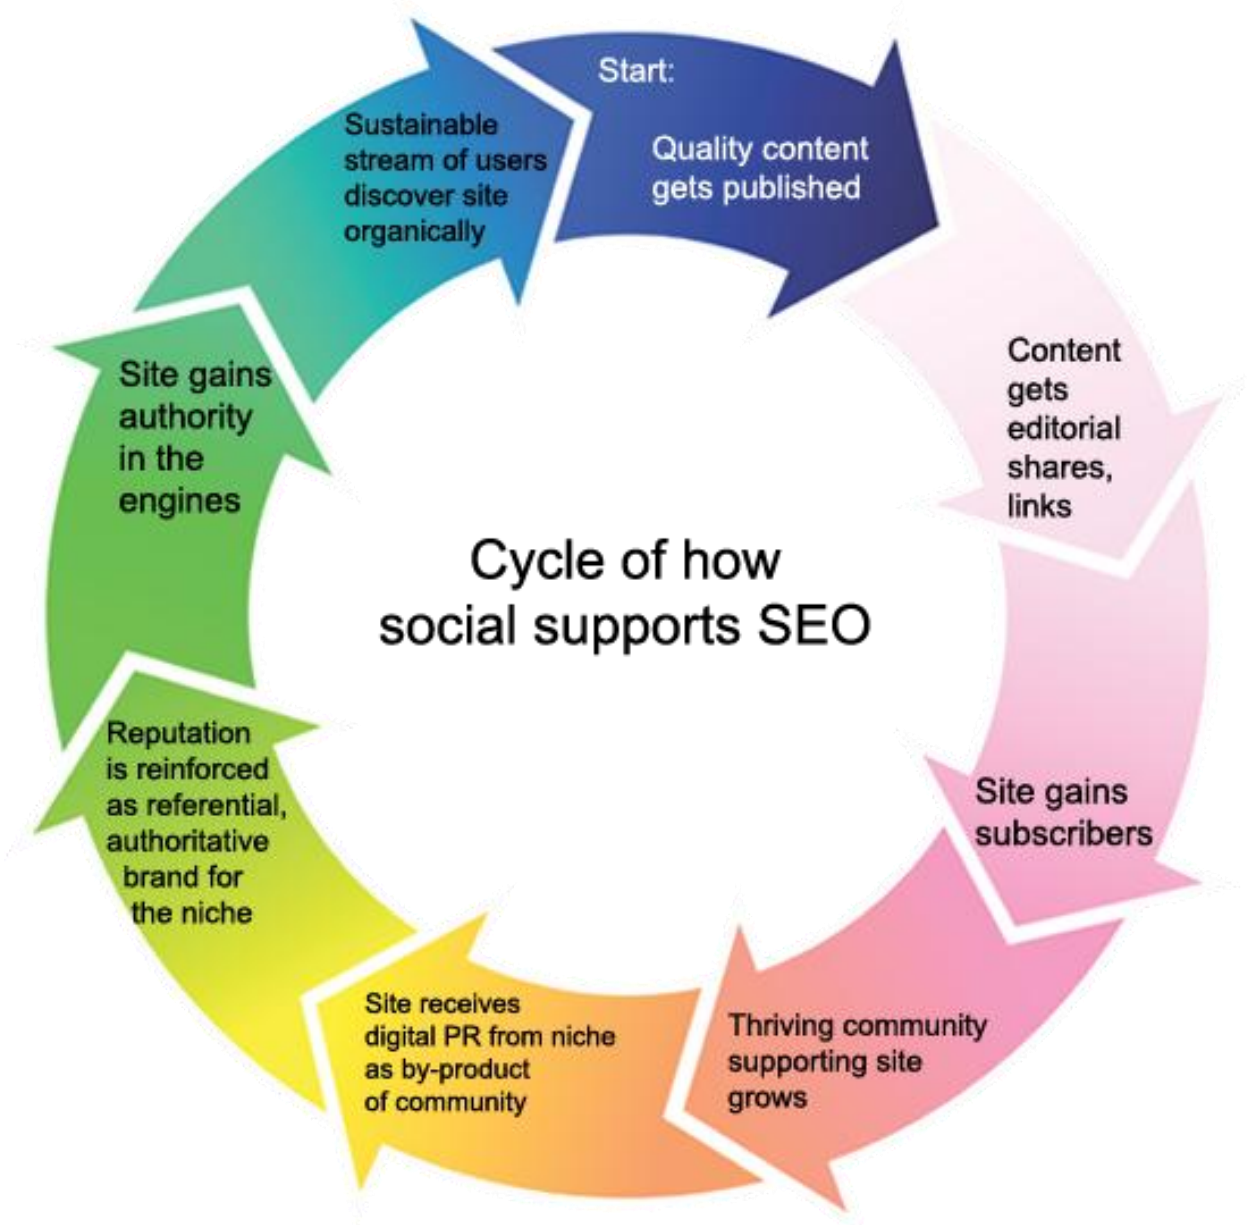 Start:
Quality content
gets published
Content
gets
editorial
shares,
links
Site gains
subscribers
Thriving community
supporting site
grows
Site receives
digital PR from niche
as by-product
of community
Reputation
is reinforced
as referential,
authoritative
brand for
the niche
Site gains
authority
in the
engines
Sustainable
stream of users
discover site
organically
Cycle of how
social supports SEO